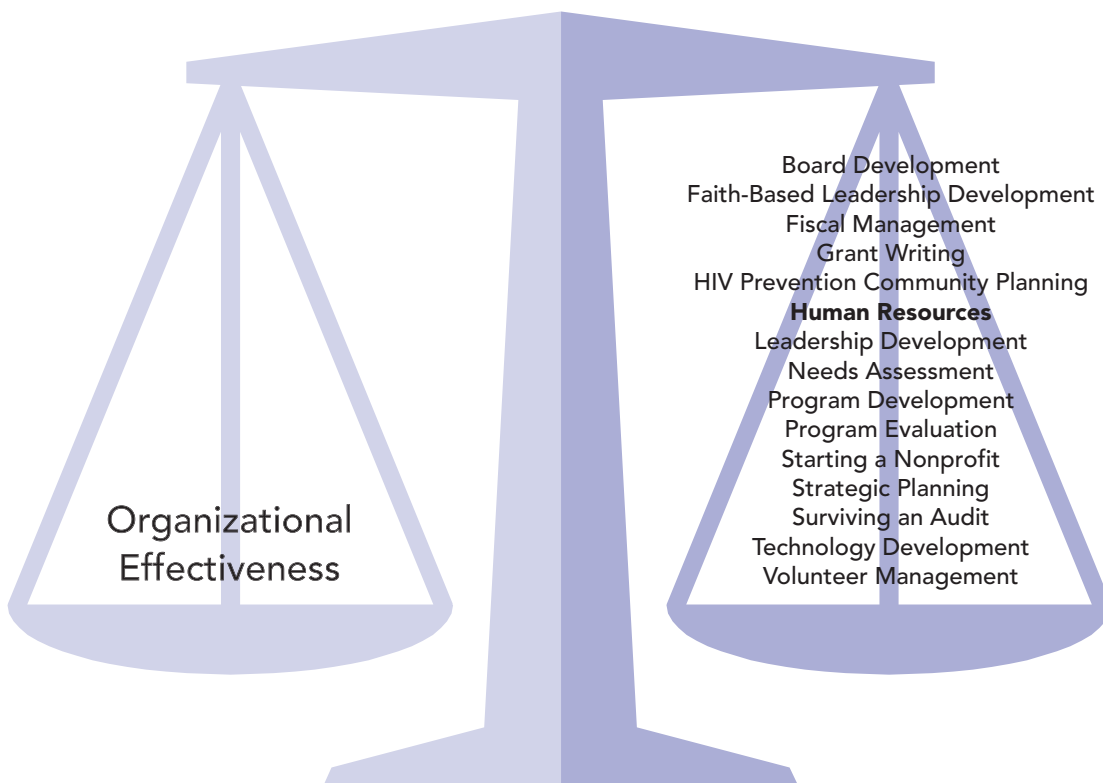 Organizational
Effectiveness
Board Development
Faith-Based Leadership Development
Fiscal Management
Grant Writing
HIV Prevention Community Planning
Human Resources
Leadership Development
Needs Assessment
Program Development
Program Evaluation
Starting a Nonprofit
Strategic Planning
Surviving an Audit
Technology Development
Volunteer Management